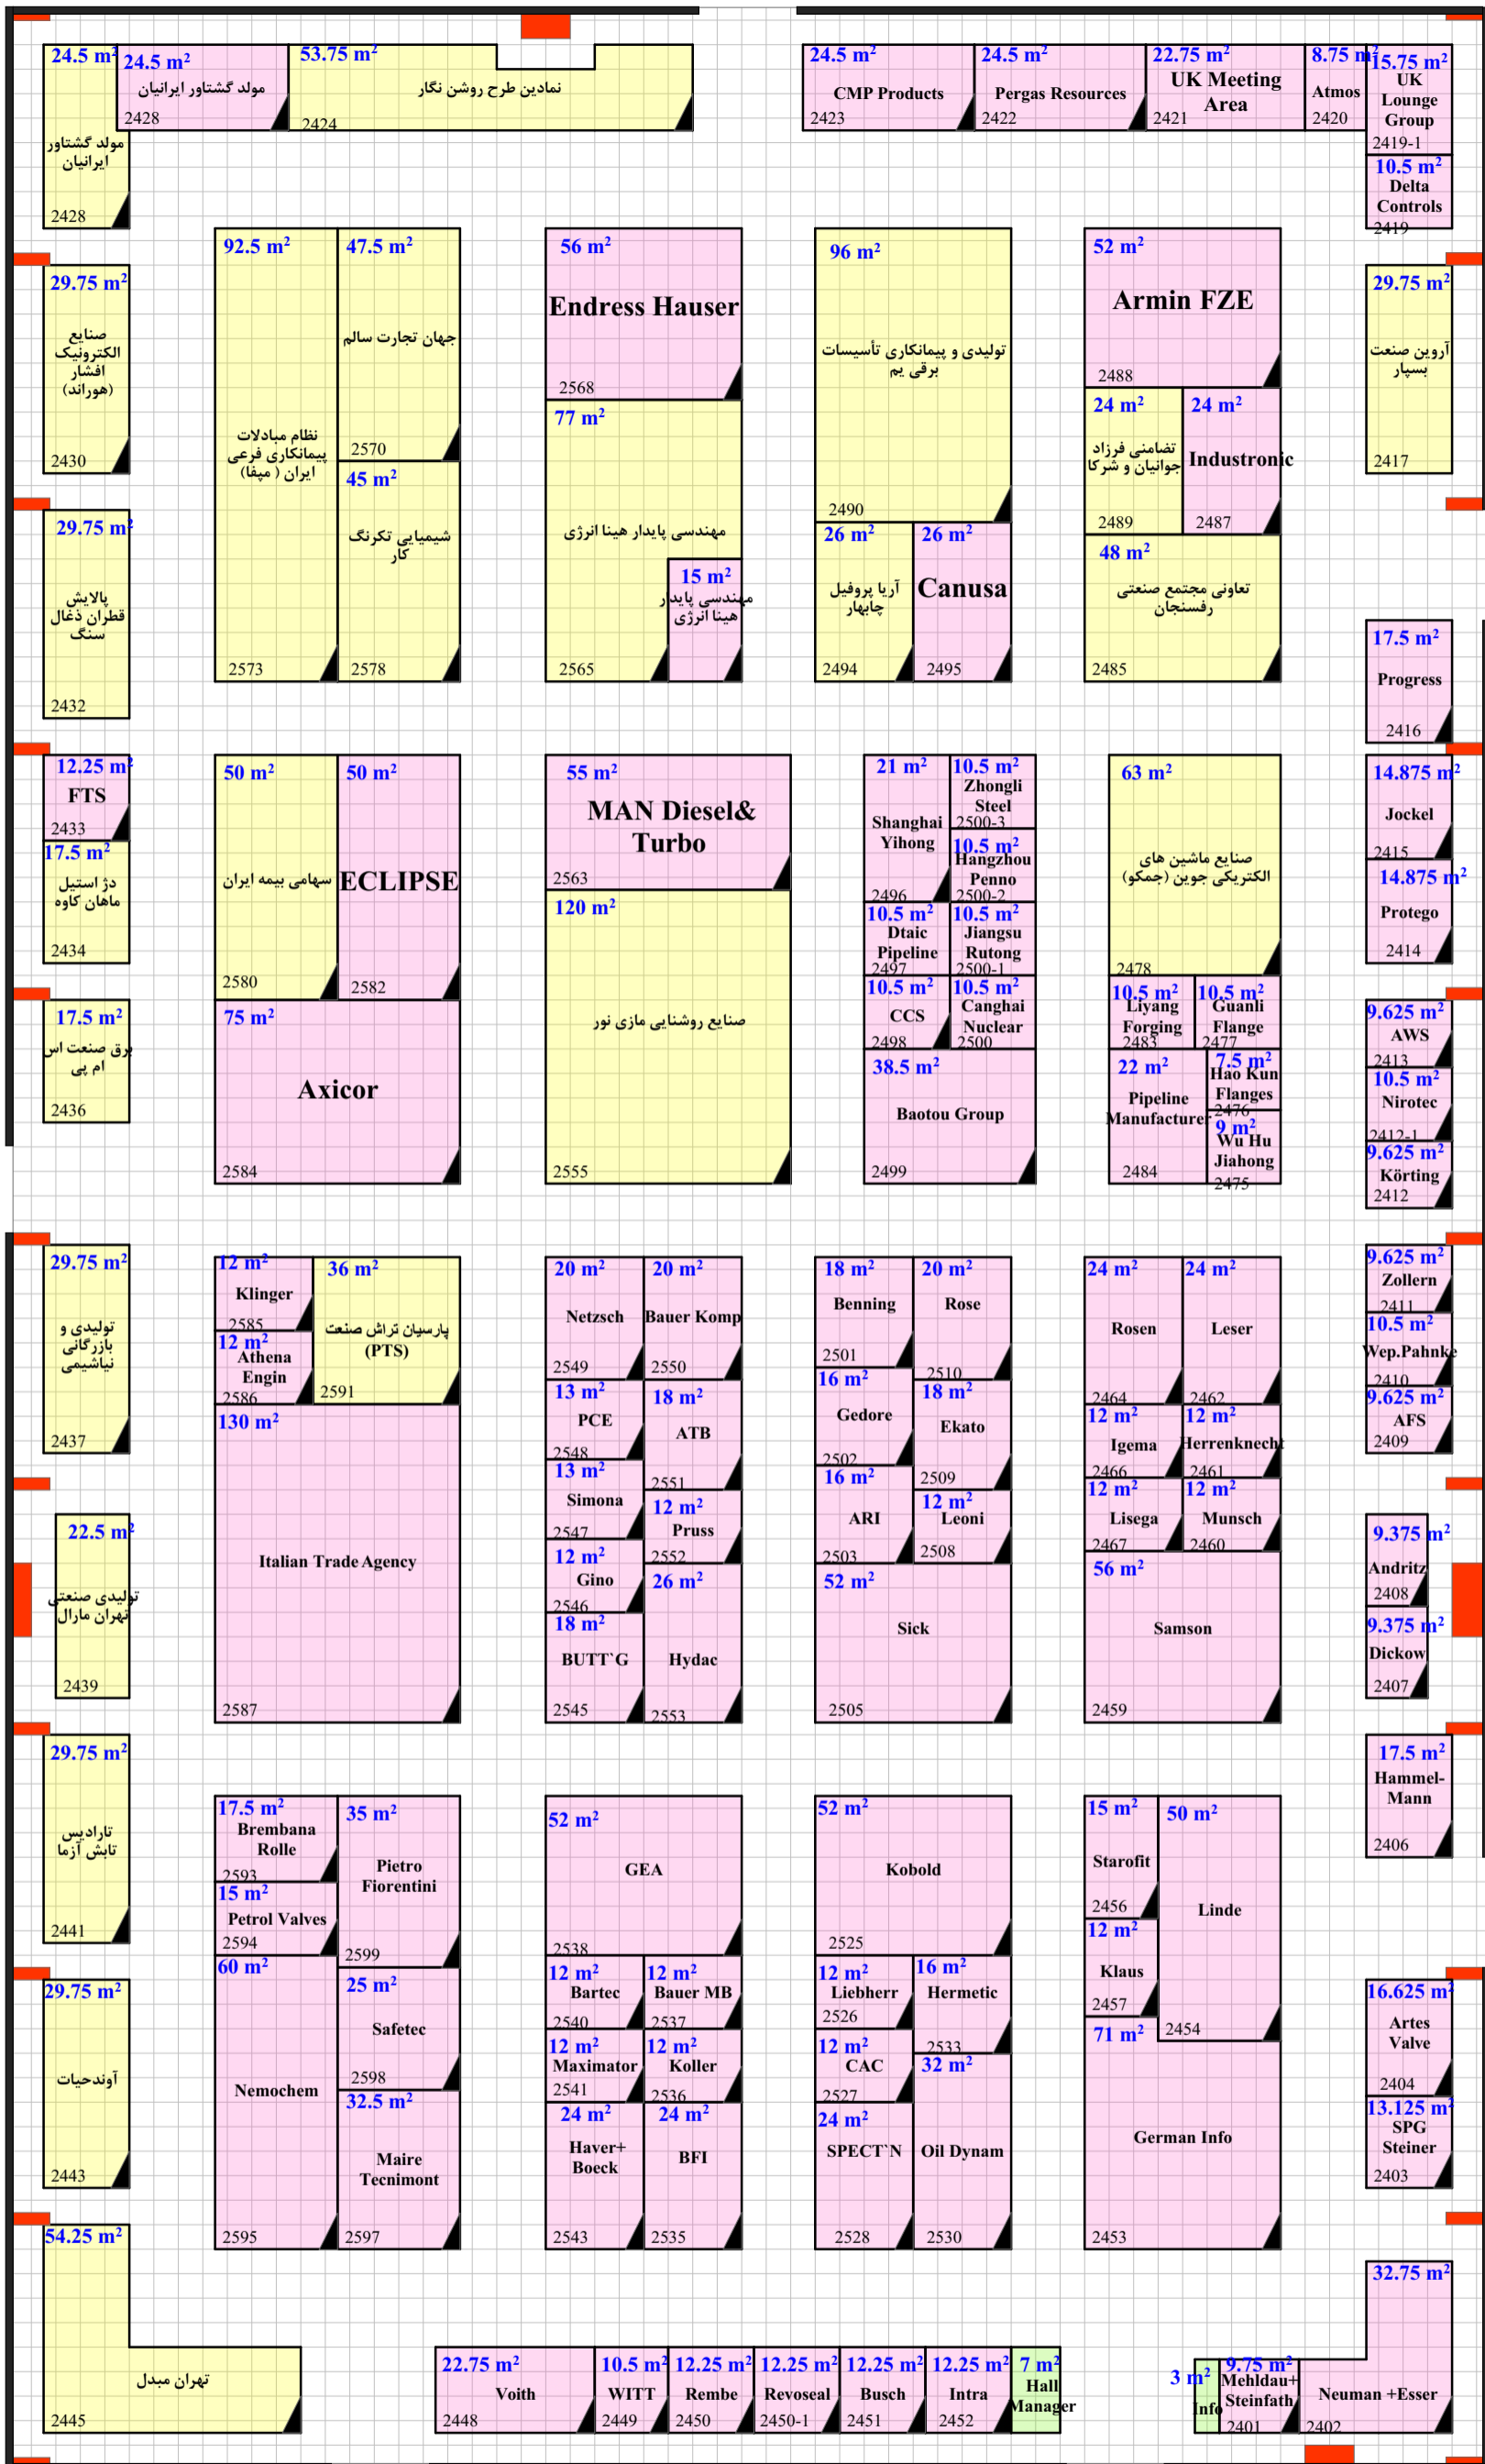 24.5 m²
مولد گشتاور
ایرانیان
2428
24.5 m²
مولد گشتاور ایرانیان
2428
53.75 m²
نمادین طرح روشن نگار
2424
24.5 m²
CMP Products
2423
24.5 m²
Pergas Resources
2422
22.75 m²
UK Meeting
Area
2421
8.75 m²
Atmos
2420
15.75 m²
UK
Lounge
Group
2419-1
10.5 m²
Delta
Controls
2419
29.75 m²
صنایع
الکترونیک
افشار
(هوراند)
2430
92.5 m²
نظام مبادلات
پیمانکاری فرعی
ایران ( مپفا)
2573
47.5 m²
جهان تجارت سالم
2570
45 m²
شیمیایی تکرنگ
کار
2578
56 m²
Endress Hauser
2568
77 m²
مهندسی پایدار هینا انرژی
2565
15 m²
مهندسی پایدار
هینا انرژی
96 m²
تولیدی و پیمانکاری تأسیسات
برقی یم
2490
26 m²
آریا پروفیل
چابهار
2494
26 m²
Canusa
2495
52 m²
Armin FZE
2488
24 m²
تضامنی فرزاد
جوانیان و شرکا
2489
24 m²
Industronic
2487
48 m²
تعاونی مجتمع صنعتی
رفسنجان
2485
29.75 m²
آروین صنعت
بسپار
2417
29.75 m²
پالایش
قطران ذغال
سنگ
2432
17.5 m²
Progress
2416
12.25 m²
FTS
2433
17.5 m²
دژ استیل
ماهان کاوه
2434
17.5 m²
برق صنعت اس
ام پی
2436
50 m²
سهامی بیمه ایران
2580
50 m²
ECLIPSE
2582
75 m²
Axicor
2584
55 m²
MAN Diesel&
Turbo
2563
120 m²
صنایع روشنایی مازی نور
2555
21 m²
Shanghai
Yihong
2496
10.5 m²
Zhongli
Steel
2500-3
10.5 m²
Hangzhou
Penno
2500-2
10.5 m²
Dtaic
Pipeline
2497
10.5 m²
Jiangsu
Rutong
2500-1
10.5 m²
CCS
2498
10.5 m²
Canghai
Nuclear
2500
38.5 m²
Baotou Group
2499
63 m²
صنایع ماشین های
الکتریکی جوین (جمکو)
2478
10.5 m²
Liyang
Forging
2483
10.5 m²
Guanli
Flange
2477
22 m²
Pipeline
Manufacturer
2484
7.5 m²
Hao Kun
Flanges
2476
9 m²
Wu Hu
Jiahong
2475
14.875 m²
Jockel
2415
14.875 m²
Protego
2414
9.625 m²
AWS
2413
10.5 m²
Nirotec
2412-1
9.625 m²
Körting
2412
29.75 m²
تولیدی و
بازرگانی
نیاشیمی
2437
12 m²
Klinger
2585
12 m²
Athena
Engin
2586
36 m²
پارسیان تراش صنعت
(PTS)
2591
130 m²
Italian Trade Agency
2587
20 m²
Netzsch
2549
20 m²
Bauer Komp
2550
13 m²
PCE
2548
18 m²
ATB
2551
13 m²
Simona
2547
12 m²
Pruss
2552
12 m²
Gino
2546
26 m²
Hydac
2553
18 m²
BUTT`G
2545
18 m²
Benning
2501
20 m²
Rose
2510
16 m²
Gedore
2502
18 m²
Ekato
2509
16 m²
ARI
2503
12 m²
Leoni
2508
52 m²
Sick
2505
24 m²
Rosen
2464
24 m²
Leser
2462
12 m²
Igema
2466
12 m²
Herrenknecht
2461
12 m²
Lisega
2467
12 m²
Munsch
2460
56 m²
Samson
2459
9.625 m²
Zollern
2411
10.5 m²
Wep.Pahnke
2410
9.625 m²
AFS
2409
22.5 m²
تولیدی صنعتی
تهران مارال
2439
9.375 m²
Andritz
2408
9.375 m²
Dickow
2407
29.75 m²
تارادیس
تابش آزما
2441
17.5 m²
Hammel-
Mann
2406
17.5 m²
Brembana
Rolle
2593
35 m²
Pietro
Fiorentini
2599
15 m²
Petrol Valves
2594
60 m²
Nemochem
2595
25 m²
Safetec
2598
32.5 m²
Maire
Tecnimont
2597
52 m²
GEA
2538
12 m²
Bartec
2540
12 m²
Bauer MB
2537
12 m²
Maximator
2541
12 m²
Koller
2536
24 m²
Haver+
Boeck
2543
24 m²
BFI
2535
52 m²
Kobold
2525
12 m²
Liebherr
2526
16 m²
Hermetic
2533
12 m²
CAC
2527
32 m²
Oil Dynam
2530
24 m²
SPECT`N
2528
15 m²
Starofit
2456
50 m²
Linde
2454
12 m²
Klaus
2457
71 m²
German Info
2453
29.75 m²
آوندحیات
2443
16.625 m²
Artes
Valve
2404
13.125 m²
SPG
Steiner
2403
54.25 m²
تهران مبدل
2445
22.75 m²
Voith
2448
10.5 m²
WITT
2449
12.25 m²
Rembe
2450
12.25 m²
Revoseal
2450-1
12.25 m²
Busch
2451
12.25 m²
Intra
2452
7 m²
Hall
Manager
3 m²
Info
9.75 m²
Mehldau+
Steinfath
2401
32.75 m²
Neuman +Esser
2402